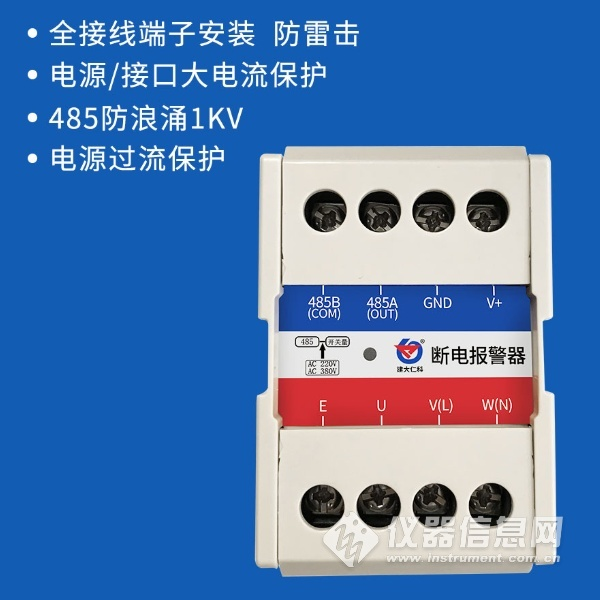 • 全接线端子安装 防雷击
• 电源/接口大电流保护
• 485防浪涌1KV
• 电源过流保护
485B 485A GND V+
(COM) (OUT)
485 开关量
AC 220V
AC 380V
断电报警器
建大仁科
E U V(L) W(N)
仪器信息网
www.instrument.com.cn